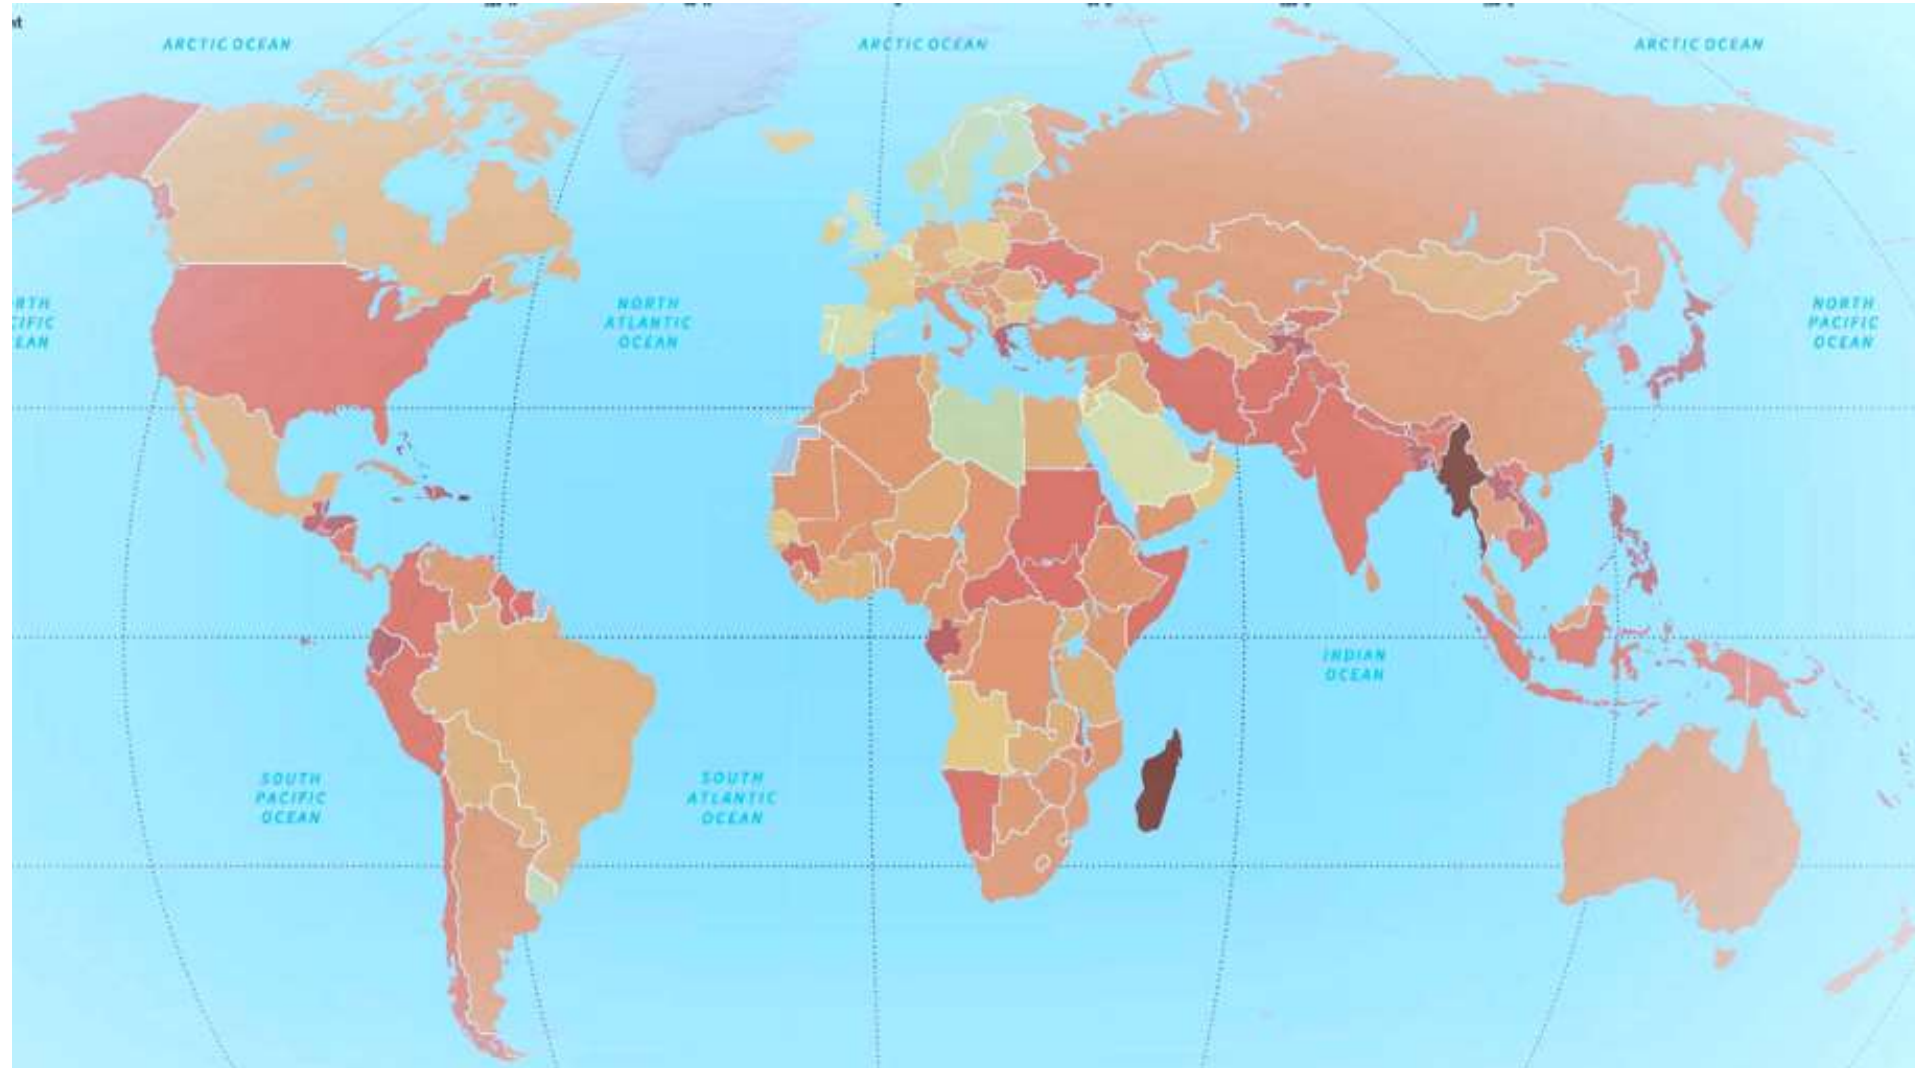 ARCTIC OCEAN
ARCTIC OCEAN
ARCTIC OCEAN
NORTH
ATLANTIC
OCEAN
NORTH
PACIFIC
OCEAN
INDIAN
OCEAN
SOUTH
PACIFIC
OCEAN
SOUTH
ATLANTIC
OCEAN